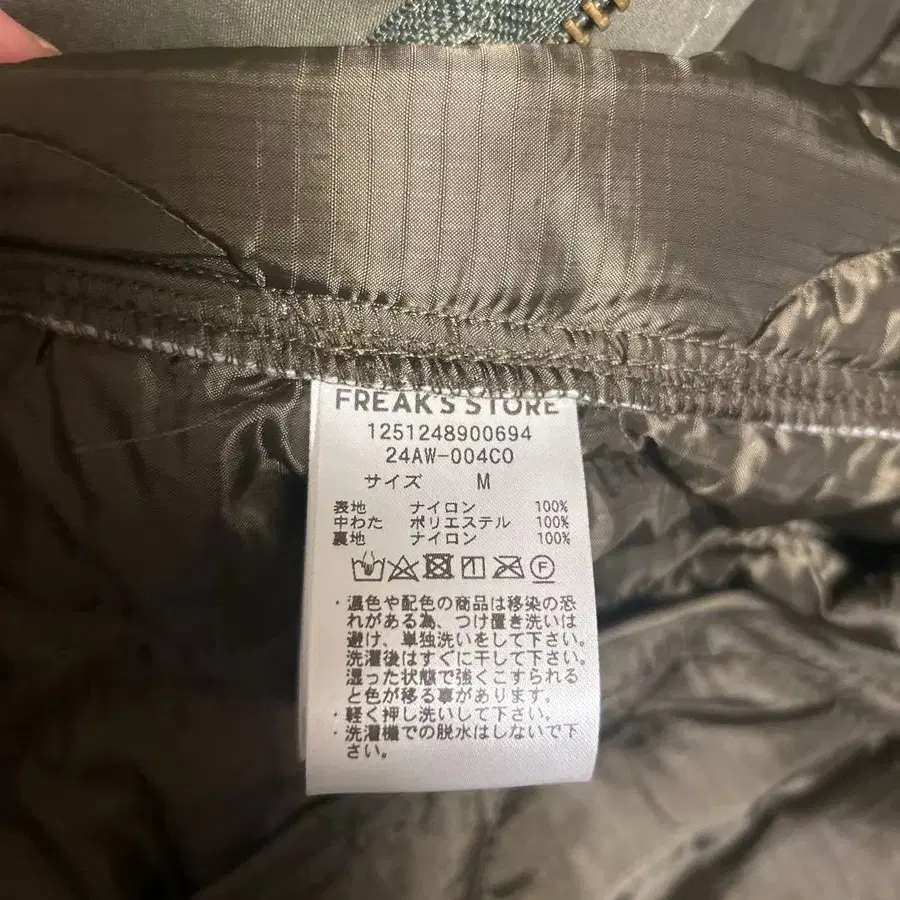 FREAK'S STORE
1251248900694
24AW-004CO
サイズ M
表地 ナイロン 100%
中わた ポリエステル 100%
裏地 ナイロン 100%
F
・濃色や配色の商品は移染の恐
れがある為、つけ置き洗いは
避け、単独洗いをして下さい。
洗濯後はすぐに干して下さい。
湿った状態で強くこすられる
と色が移る事があります。
・軽く押し洗いして下さい。
・洗濯機での脱水はしないで下
さい。